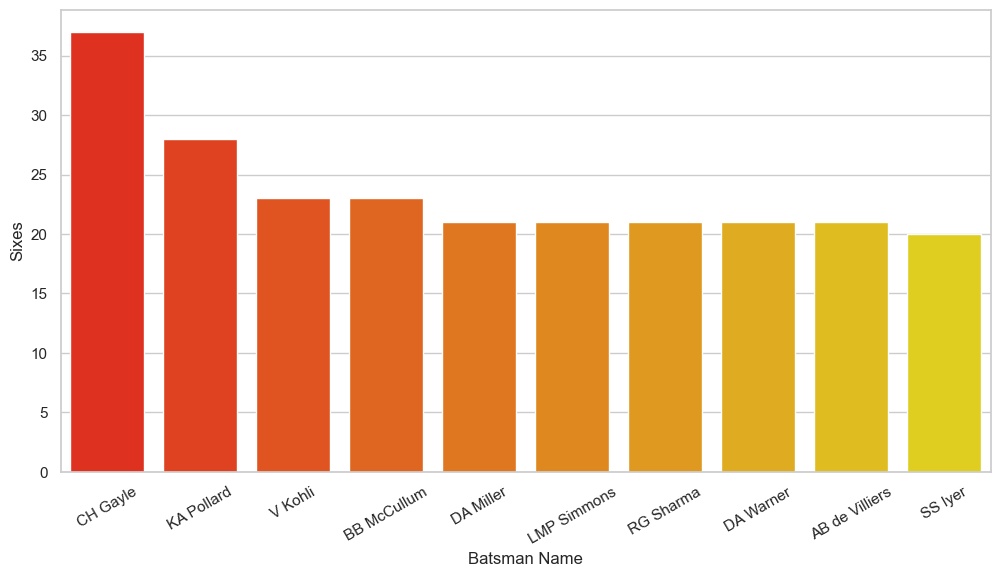 35
30
25
20
15
10
5
0
Sixes
CH Gayle
KA Pollard
V Kohli
BB McCullum
DA Miller
LMP Simmons
RG Sharma
DA Warner
AB de Villiers
SS Iyer
Batsman Name